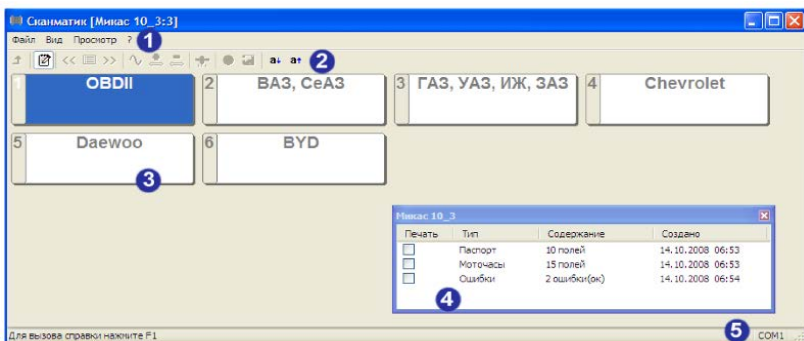 Сканматик [Микас 10_3:3]
Файл Вид Просмотр ? 1
<< >> a a 2
1 OBDII 2 ВАЗ, СеАЗ 3 ГАЗ, УАЗ, ИЖ, ЗАЗ 4 Chevrolet
5 Daewoo 6 BYD
3
Микас 10_3
Печать Тип Содержание Создано
Паспорт 10 полей 14.10.2008 06:53
Моточасы 15 полей 14.10.2008 06:53
Ошибки 2 ошибки(ок) 14.10.2008 06:54
4
Для вызова справки нажмите F1 5 COM1